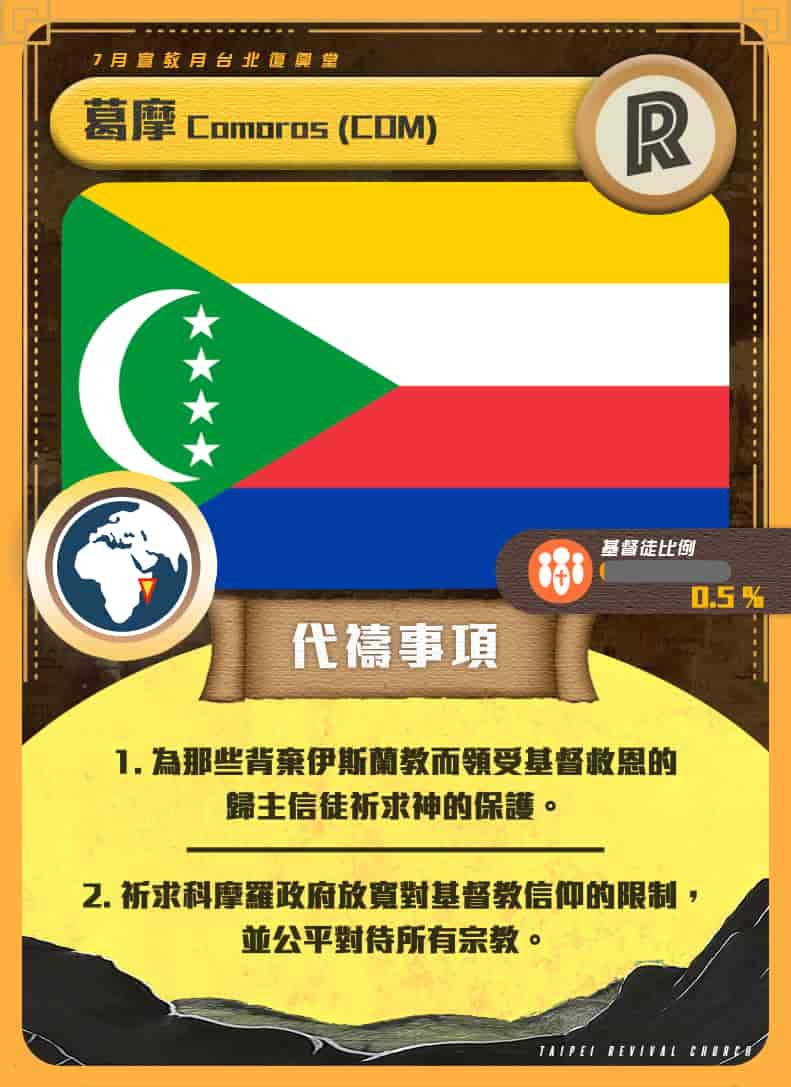 7月宣教月台北復興堂
葛摩 Comoros (COM)
R
基督徒比例
0.5 %
代禱事項
1. 為那些背棄伊斯蘭教而領受基督救恩的
歸主信徒祈求神的保護。
2. 祈求科摩羅政府放寬對基督教信仰的限制，
並公平對待所有宗教。
TAIPEI REVIVAL CHURCH